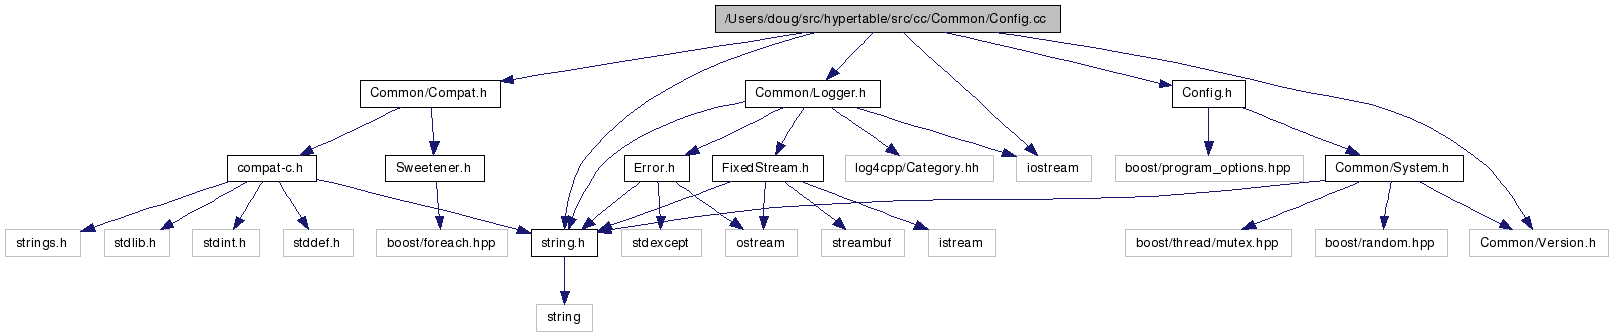 /Users/doug/src/hypertable/src/cc/Common/Config.cc
Common/Compat.h
Common/Logger.h
Config.h
compat-c.h
Sweetener.h
Error.h
FixedStream.h
log4cpp/Category.hh
iostream
boost/program_options.hpp
Common/System.h
strings.h
stdlib.h
stdint.h
stddef.h
boost/foreach.hpp
string.h
stdexcept
ostream
streambuf
istream
boost/thread/mutex.hpp
boost/random.hpp
Common/Version.h
string